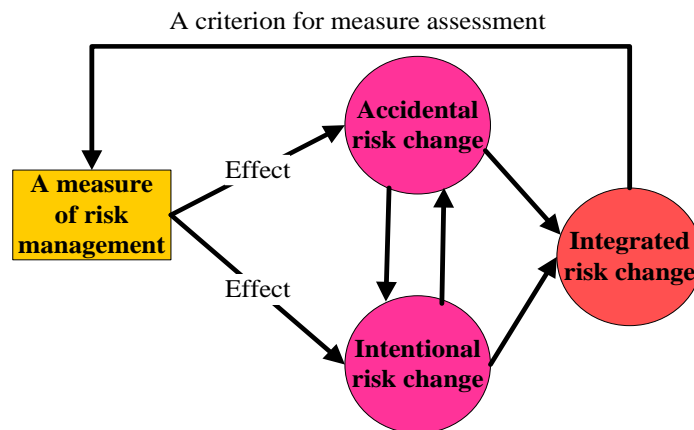 A criterion for measure assessment
Accidental
risk change
Effect
A measure
of risk
management
Integrated
risk change
Effect
Intentional
risk change